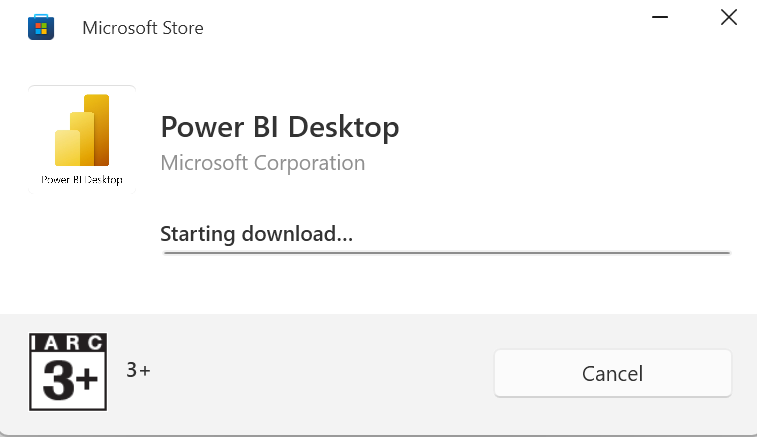 Microsoft Store
Power BI Desktop
Power BI Desktop
Microsoft Corporation
Starting download...
IARC
3+
3+
Cancel